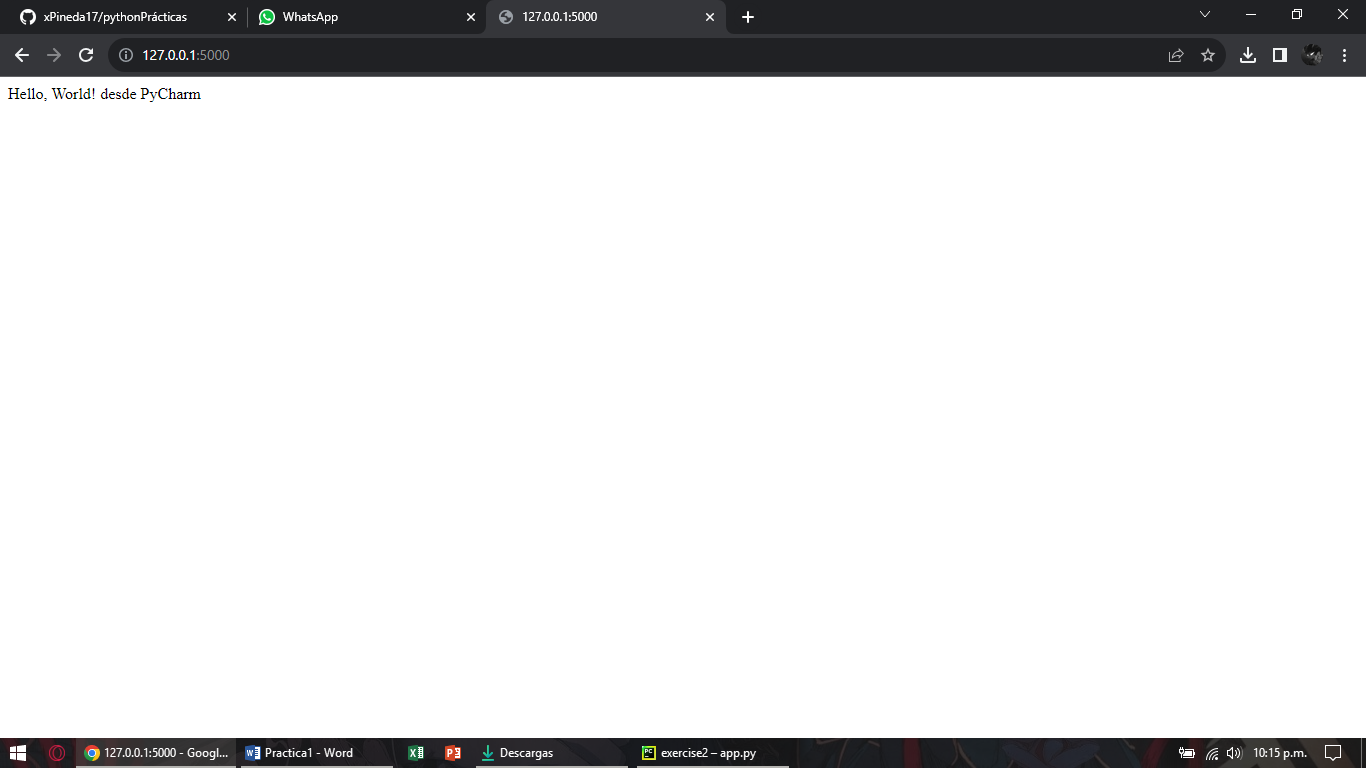 xPineda17/pythonPrácticas
WhatsApp
127.0.0.1:5000
127.0.0.1:5000
Hello, World! desde PyCharm
127.0.0.1:5000 - Googl...
Practica1 - Word
Descargas
exercise2 – app.py
10:15 p.m.